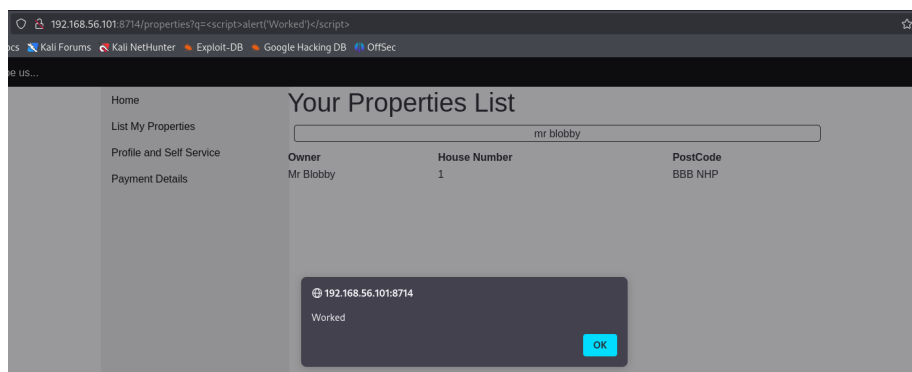 192.168.56.101:8714/properties?q=<script>alert('Worked')</script>
ocs Kali Forums Kali NetHunter Exploit-DB Google Hacking DB OffSec
be us...
Home
Your Properties List
List My Properties
mr blobby
Profile and Self Service
Owner House Number PostCode
Payment Details
Mr Blobby 1 BBB NHP
192.168.56.101:8714
Worked
OK